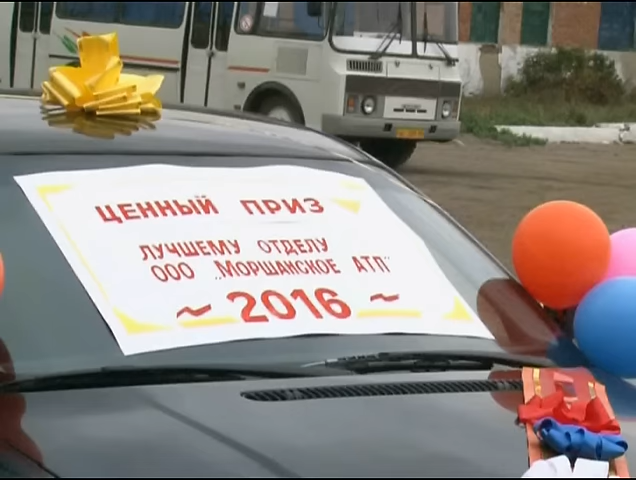 ЦЕННЫЙ ПРИЗ
ЛУЧШЕМУ ОТДЕЛУ
ООО „МОРШАНСКОЕ АТП"
~ 2016 ~